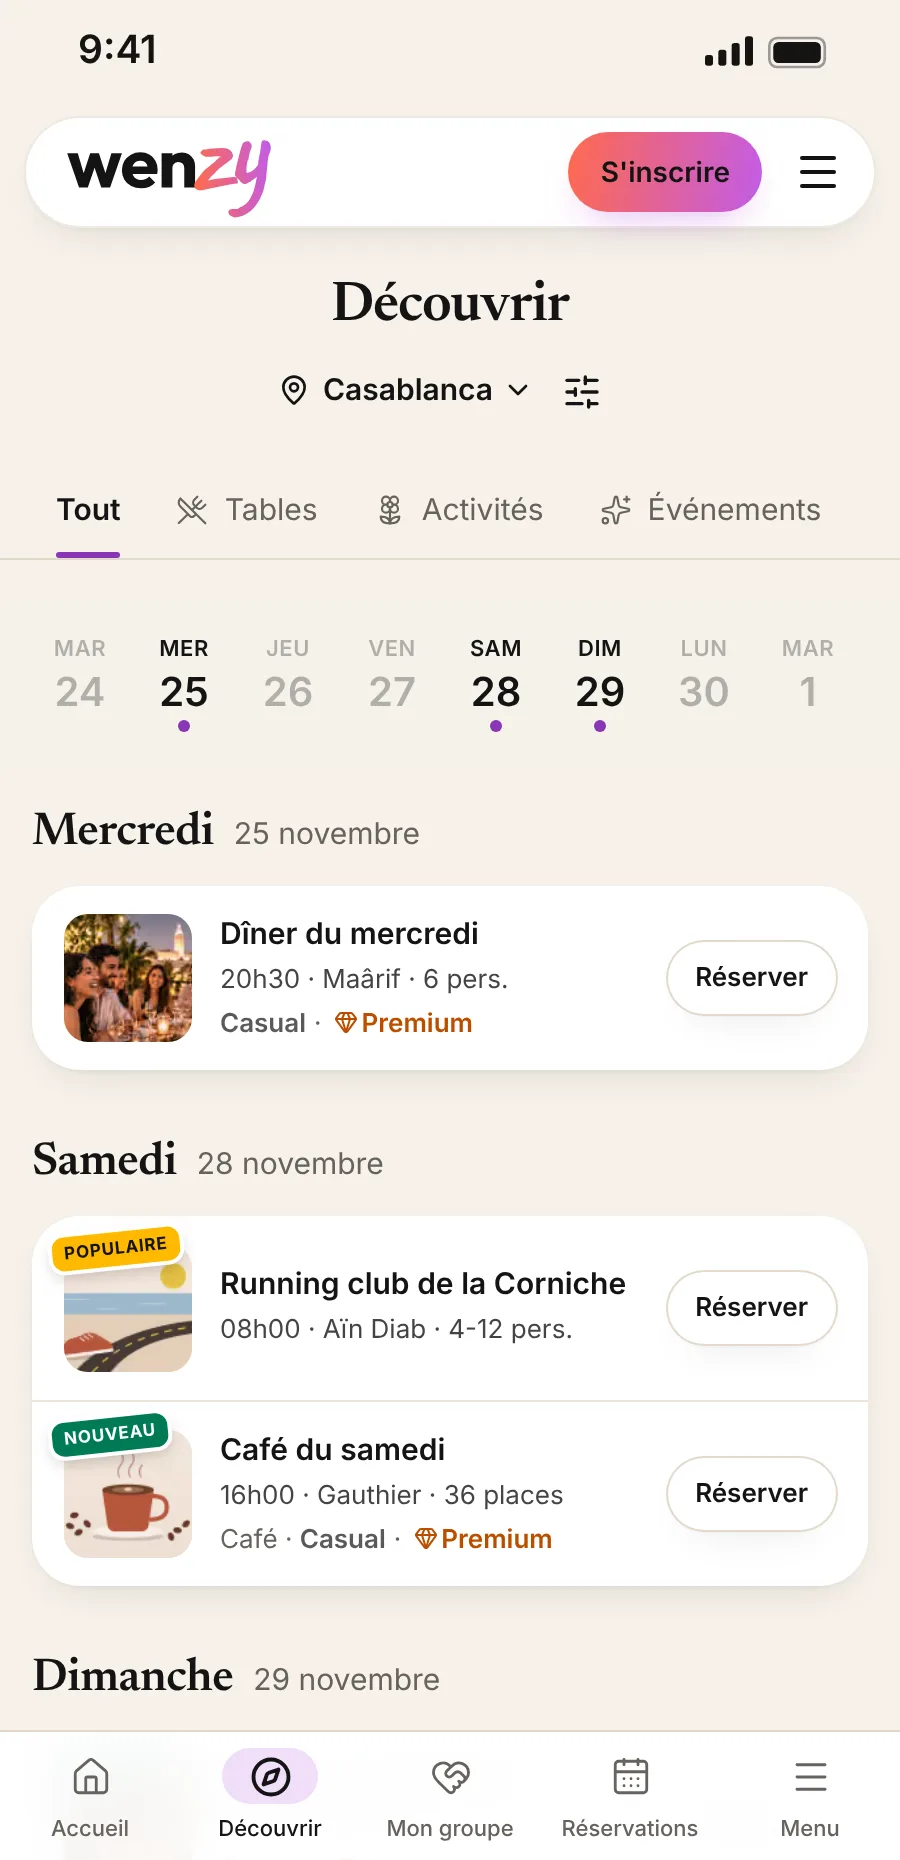 9:41
wenzy
S'inscrire
Découvrir
Casablanca
Tout Tables Activités Événements
MAR MER JEU VEN SAM DIM LUN MAR
24 25 26 27 28 29 30 1
Mercredi 25 novembre
Dîner du mercredi
20h30 · Maârif · 6 pers.
Casual · Premium
Réserver
Samedi 28 novembre
POPULAIRE
Running club de la Corniche
08h00 · Aïn Diab · 4-12 pers.
Réserver
NOUVEAU
Café du samedi
16h00 · Gauthier · 36 places
Café · Casual · Premium
Réserver
Dimanche 29 novembre
Accueil Découvrir Mon groupe Réservations Menu